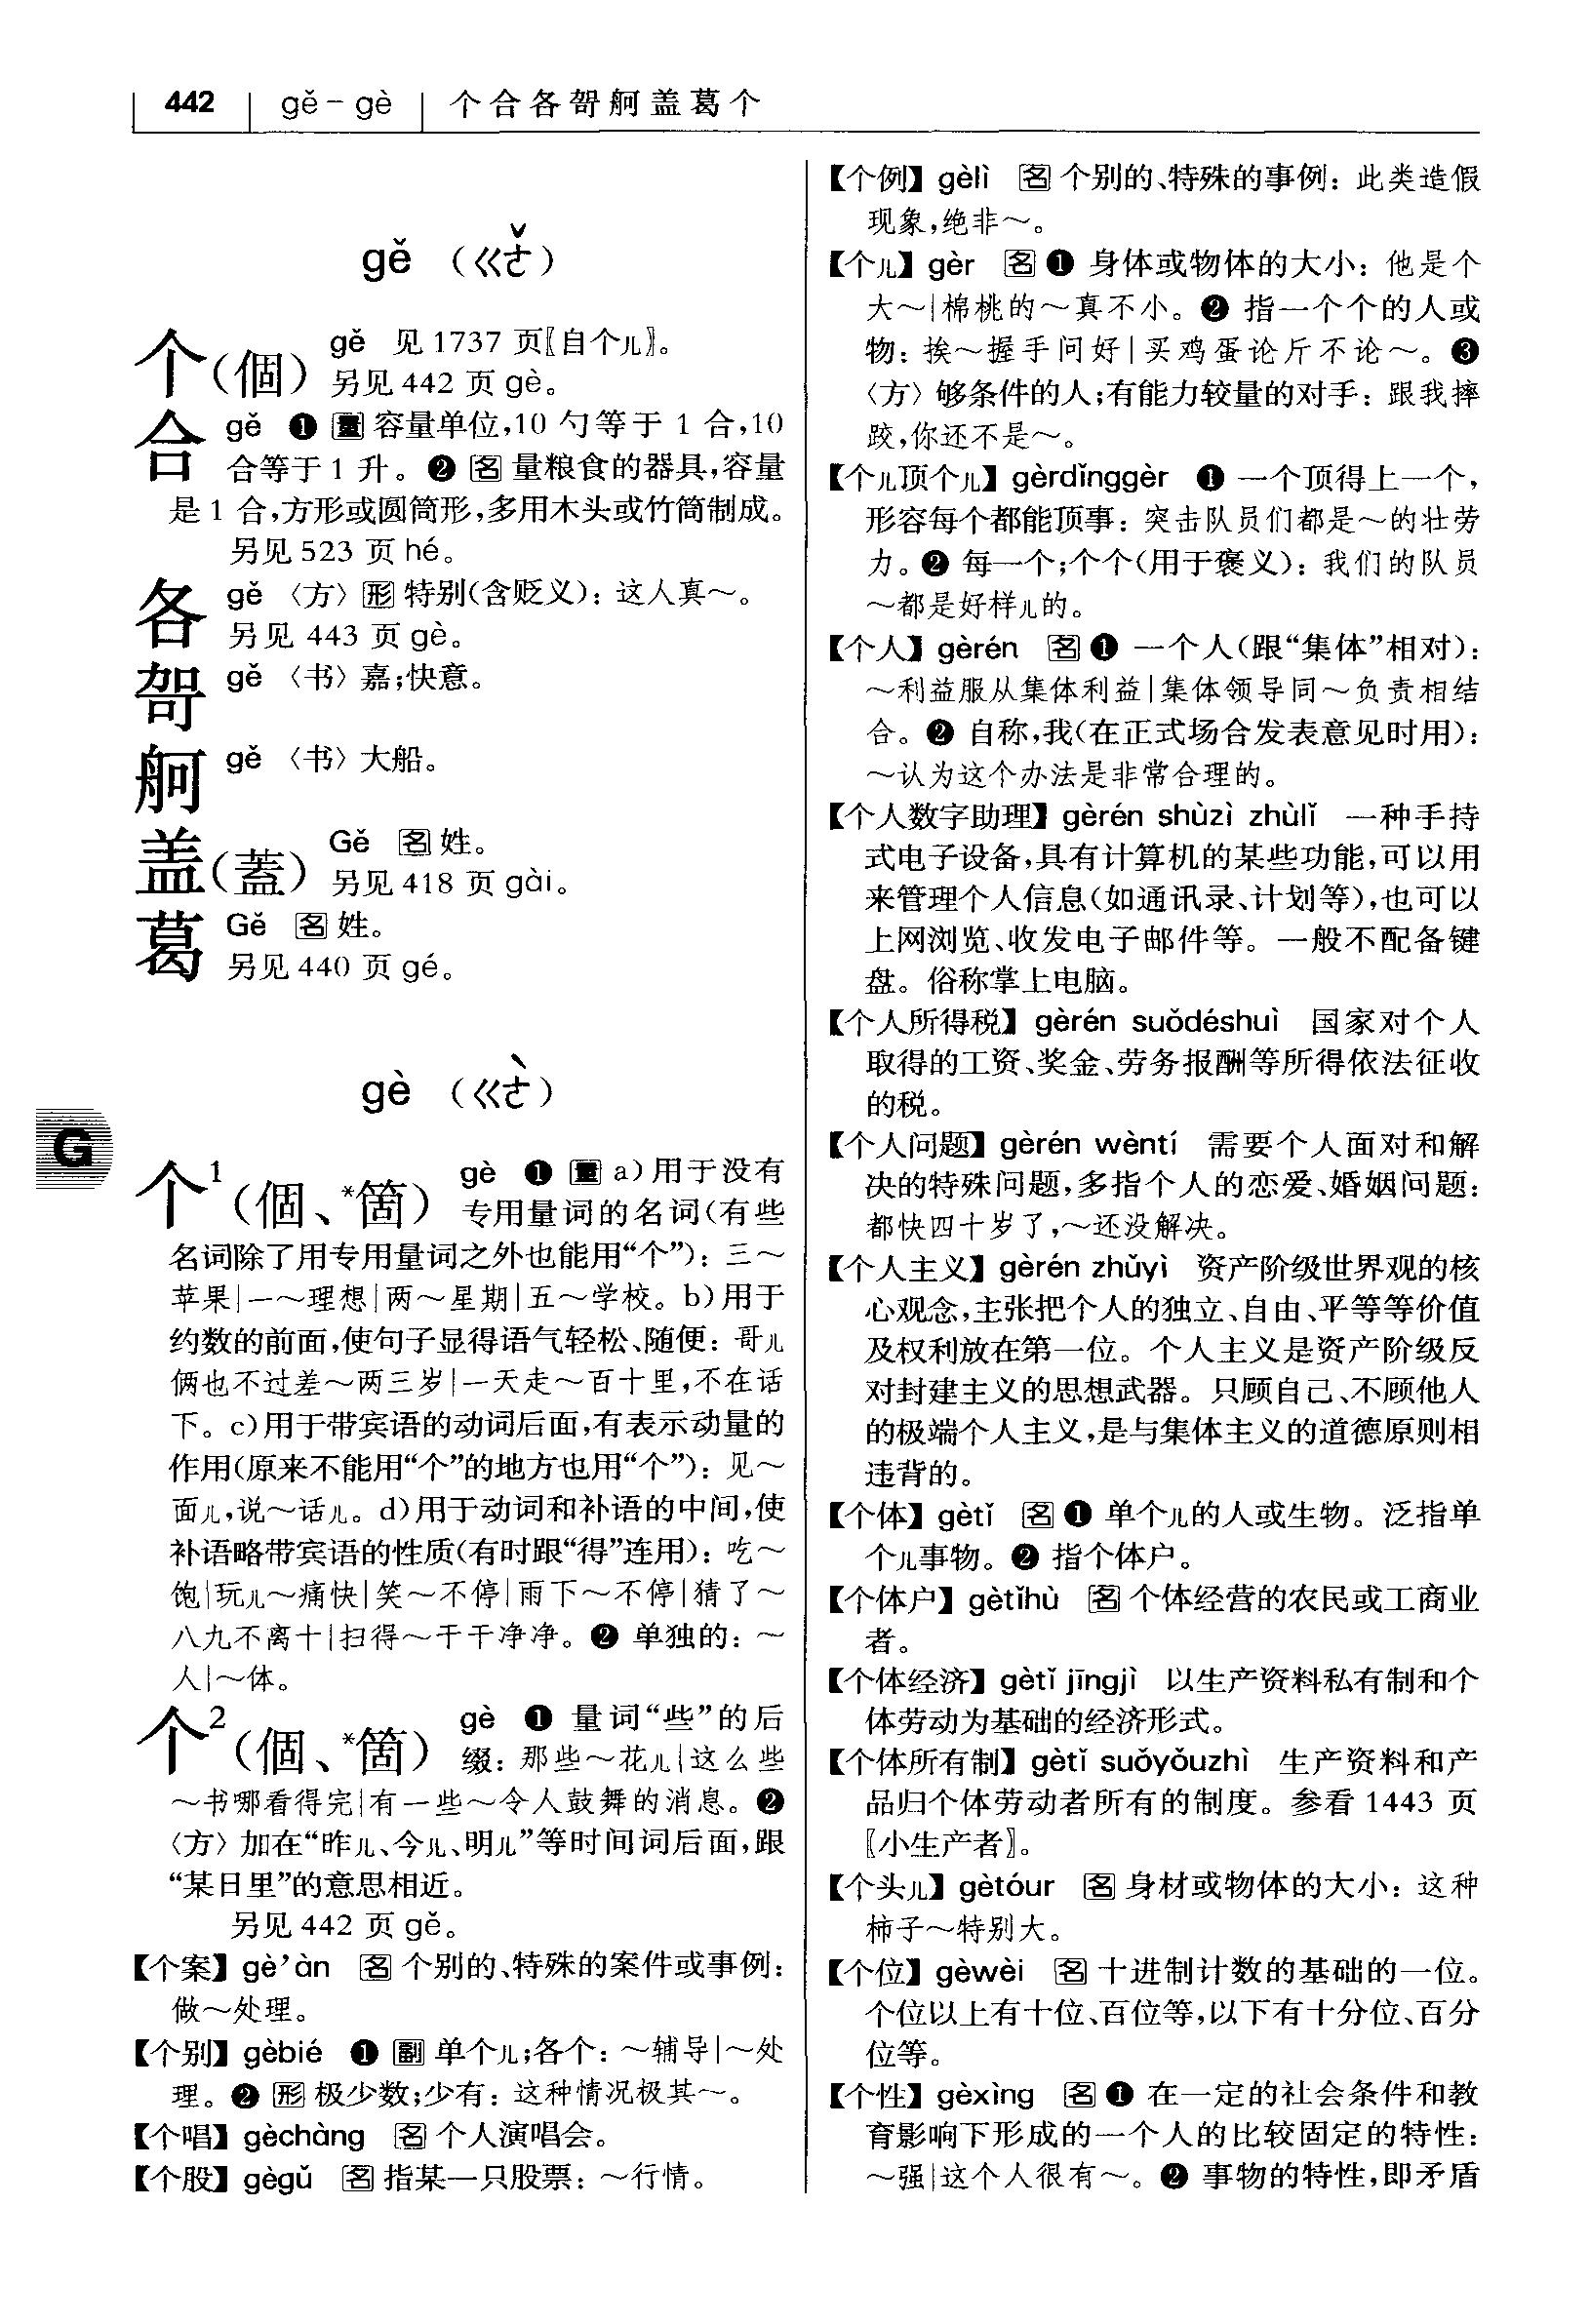 442 gě-gè 个合各哿舸盖葛个
gě （ㄍㄜˇ）
个（個） gě 见 1737 页〖自个儿〗。
另见 442 页 gè。
合 gě ❶ 量 容量单位，10 勺等于 1 合，10
合等于 1 升。❷ 名 量粮食的器具，容量
是 1 合，方形或圆筒形，多用木头或竹筒制成。
另见 523 页 hé。
各 gě 〈方〉 形 特别（含贬义）：这人真～。
另见 443 页 gè。
哿 gě 〈书〉嘉；快意。
舸 gě 〈书〉大船。
盖（蓋） Gě 名 姓。
另见 418 页 gài。
葛 Gě 名 姓。
另见 440 页 gé。
gè （ㄍㄜˋ）
G
个¹（個、*箇） gè ❶ 量 a）用于没有
专用量词的名词（有些
名词除了用专用量词之外也能用“个”）：三～
苹果|一～理想|两～星期|五～学校。b）用于
约数的前面，使句子显得语气轻松、随便：哥儿
俩也不过差～两三岁|一天走～百十里，不在话
下。c）用于带宾语的动词后面，有表示动量的
作用（原来不能用“个”的地方也用“个”）：见～
面儿，说～话儿。d）用于动词和补语的中间，使
补语略带宾语的性质（有时跟“得”连用）：吃～
饱|玩儿～痛快|笑～不停|雨下～不停|猜了～
八九不离十|扫得～干干净净。❷ 单独的：～
人|～体。
个²（個、*箇） gè ❶ 量词“些”的后
缀：那些～花儿|这么些
～书哪看得完|有一些～令人鼓舞的消息。❷
〈方〉加在“昨儿、今儿、明儿”等时间词后面，跟
“某日里”的意思相近。
另见 442 页 gě。
【个案】gè’àn 名 个别的、特殊的案件或事例：
做～处理。
【个别】gèbié ❶ 副 单个儿；各个：～辅导|～处
理。❷ 形 极少数；少有：这种情况极其～。
【个唱】gèchàng 名 个人演唱会。
【个股】gègǔ 名 指某一只股票：～行情。
【个例】gèlì 名 个别的、特殊的事例：此类造假
现象，绝非～。
【个儿】gèr 名 ❶ 身体或物体的大小：他是个
大～|棉桃的～真不小。❷ 指一个个的人或
物：挨～握手问好|买鸡蛋论斤不论～。❸
〈方〉够条件的人；有能力较量的对手：跟我摔
跤，你还不是～。
【个儿顶个儿】gèrdǐnggèr ❶ 一个顶得上一个，
形容每个都能顶事：突击队员们都是～的壮劳
力。❷ 每一个；个个（用于褒义）：我们的队员
～都是好样儿的。
【个人】gèrén 名 ❶ 一个人（跟“集体”相对）：
～利益服从集体利益|集体领导同～负责相结
合。❷ 自称，我（在正式场合发表意见时用）：
～认为这个办法是非常合理的。
【个人数字助理】gèrén shùzì zhùlǐ 一种手持
式电子设备，具有计算机的某些功能，可以用
来管理个人信息（如通讯录、计划等），也可以
上网浏览、收发电子邮件等。一般不配备键
盘。俗称掌上电脑。
【个人所得税】gèrén suǒdéshuì 国家对个人
取得的工资、奖金、劳务报酬等所得依法征收
的税。
【个人问题】gèrén wèntí 需要个人面对和解
决的特殊问题，多指个人的恋爱、婚姻问题：
都快四十岁了，～还没解决。
【个人主义】gèrén zhǔyì 资产阶级世界观的核
心观念，主张把个人的独立、自由、平等等价值
及权利放在第一位。个人主义是资产阶级反
对封建主义的思想武器。只顾自己、不顾他人
的极端个人主义，是与集体主义的道德原则相
违背的。
【个体】gètǐ 名 ❶ 单个儿的人或生物。泛指单
个儿事物。❷ 指个体户。
【个体户】gètǐhù 名 个体经营的农民或工商业
者。
【个体经济】gètǐ jīngjì 以生产资料私有制和个
体劳动为基础的经济形式。
【个体所有制】gètǐ suǒyǒuzhì 生产资料和产
品归个体劳动者所有的制度。参看 1443 页
〖小生产者〗。
【个头儿】gètóur 名 身材或物体的大小：这种
柿子～特别大。
【个位】gèwèi 名 十进制计数的基础的一位。
个位以上有十位、百位等，以下有十分位、百分
位等。
【个性】gèxìng 名 ❶ 在一定的社会条件和教
育影响下形成的一个人的比较固定的特性：
～强|这个人很有～。❷ 事物的特性，即矛盾